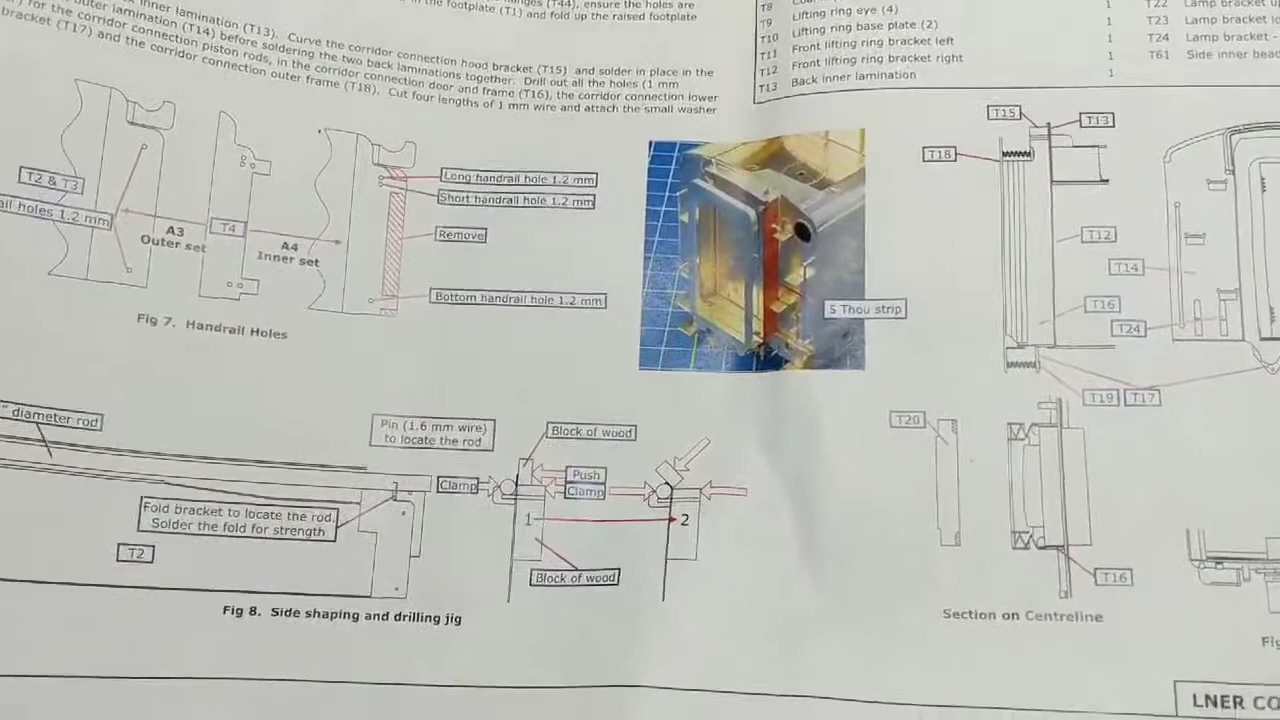 the footplate (T1) and fold up the raised footplate
inner lamination (T13). Curve the corridor connection hood bracket (T15) and solder in place in the
outer lamination (T14) before soldering the two back laminations together. Drill out all the holes (1 mm
for the corridor connection piston rods, in the corridor connection door and frame (T16), the corridor connection lower
bracket (T17) and the corridor connection outer frame (T18). Cut four lengths of 1 mm wire and attach the small washer
T8
T9 Lifting ring eye (4) 1
T10 Lifting ring base plate (2) 1
T11 Front lifting ring bracket left 1
T12 Front lifting ring bracket right 1
T13 Back inner lamination 1
T22 Lamp bracket
T23 Lamp bracket
T24 Lamp bracket -
T61 Side inner
T2 & T3
holes 1.2 mm
A3
Outer set
T4
A4
Inner set
Long handrail hole 1.2 mm
Short handrail hole 1.2 mm
Remove
Bottom handrail hole 1.2 mm
Fig 7. Handrail Holes
5 Thou strip
T15
T13
T18
T12
T14
T16
T24
T19
T17
T20
T16
Section on Centreline
" diameter rod
Pin (1.6 mm wire)
to locate the rod
Block of wood
Clamp
Push
Clamp
Fold bracket to locate the rod.
Solder the fold for strength
1
2
T2
Block of wood
Fig 8. Side shaping and drilling jig
LNER